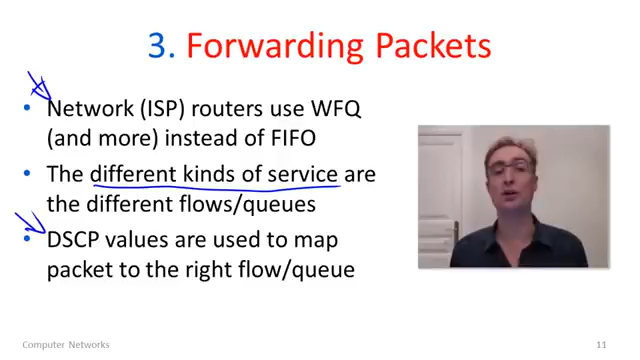 3. Forwarding Packets
• Network (ISP) routers use WFQ
(and more) instead of FIFO
• The different kinds of service are
the different flows/queues
• DSCP values are used to map
packet to the right flow/queue
Computer Networks
11